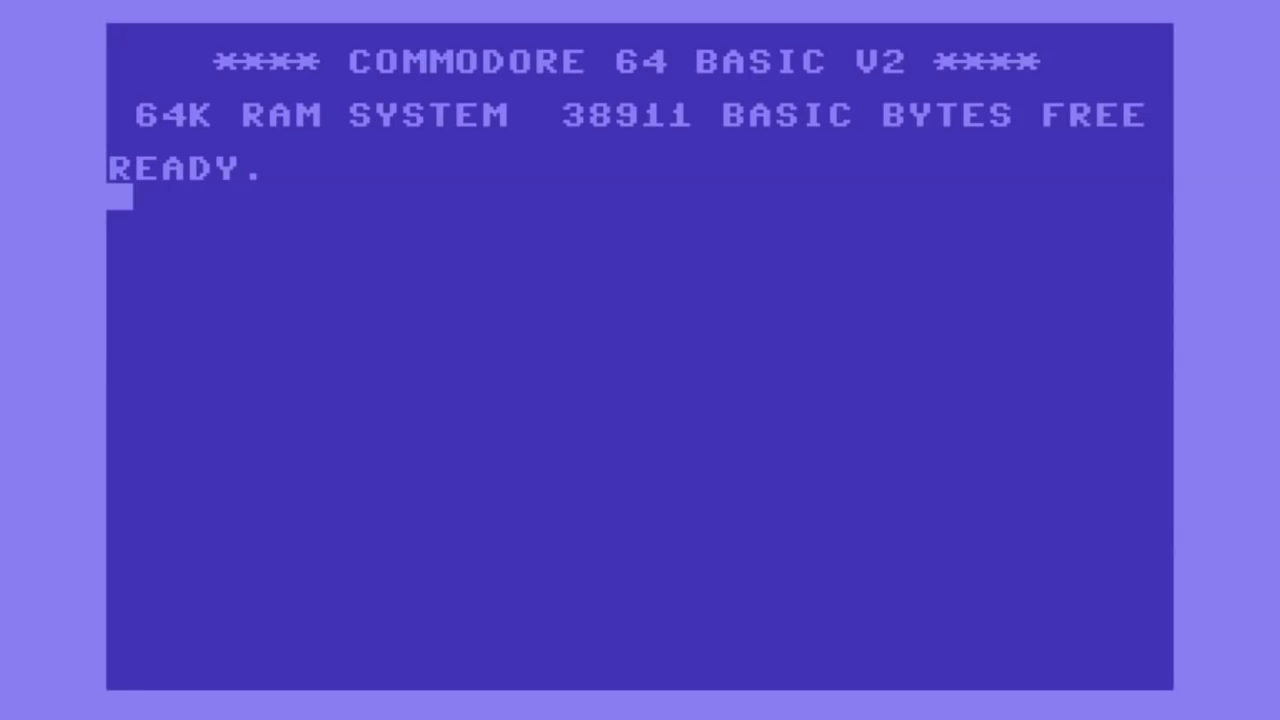 **** COMMODORE 64 BASIC V2 ****
64K RAM SYSTEM  38911 BASIC BYTES FREE
READY.